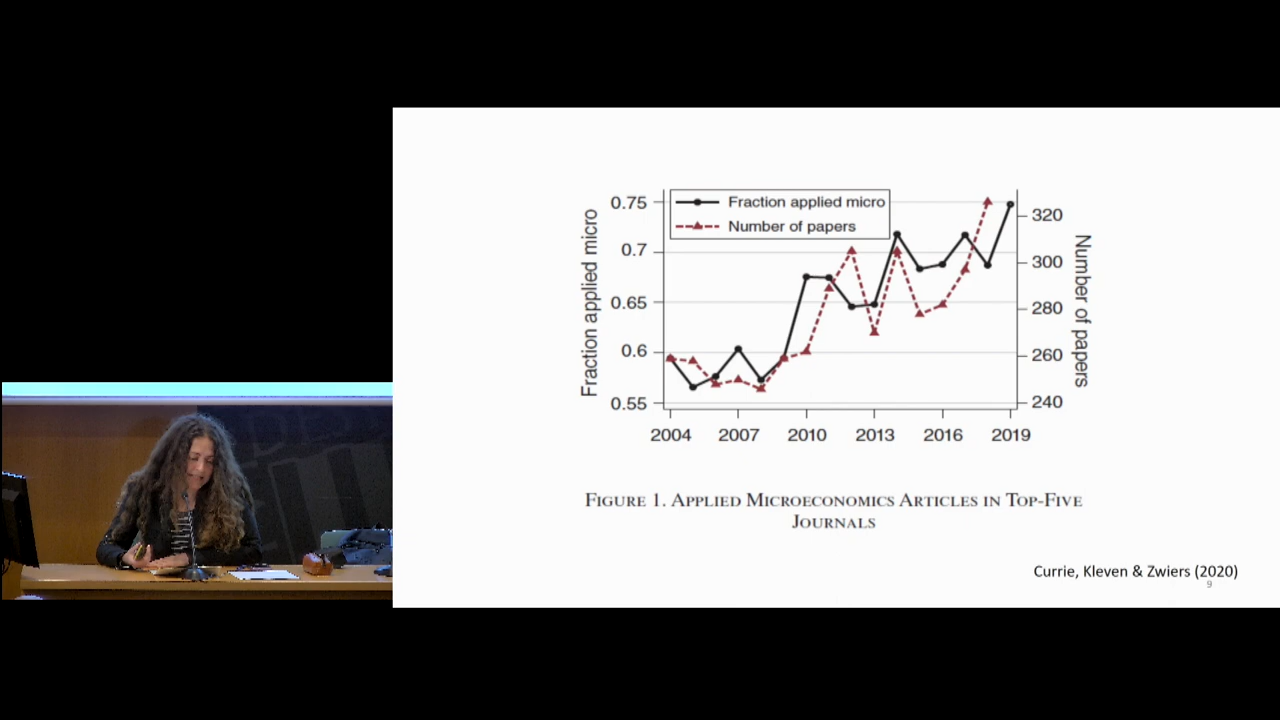 Fraction applied micro
Number of papers
0.75
0.7
0.65
0.6
0.55
Fraction applied micro
320
300
280
260
240
Number of papers
2004 2007 2010 2013 2016 2019
FIGURE 1. APPLIED MICROECONOMICS ARTICLES IN TOP-FIVE
JOURNALS
Currie, Kleven & Zwiers (2020)
9